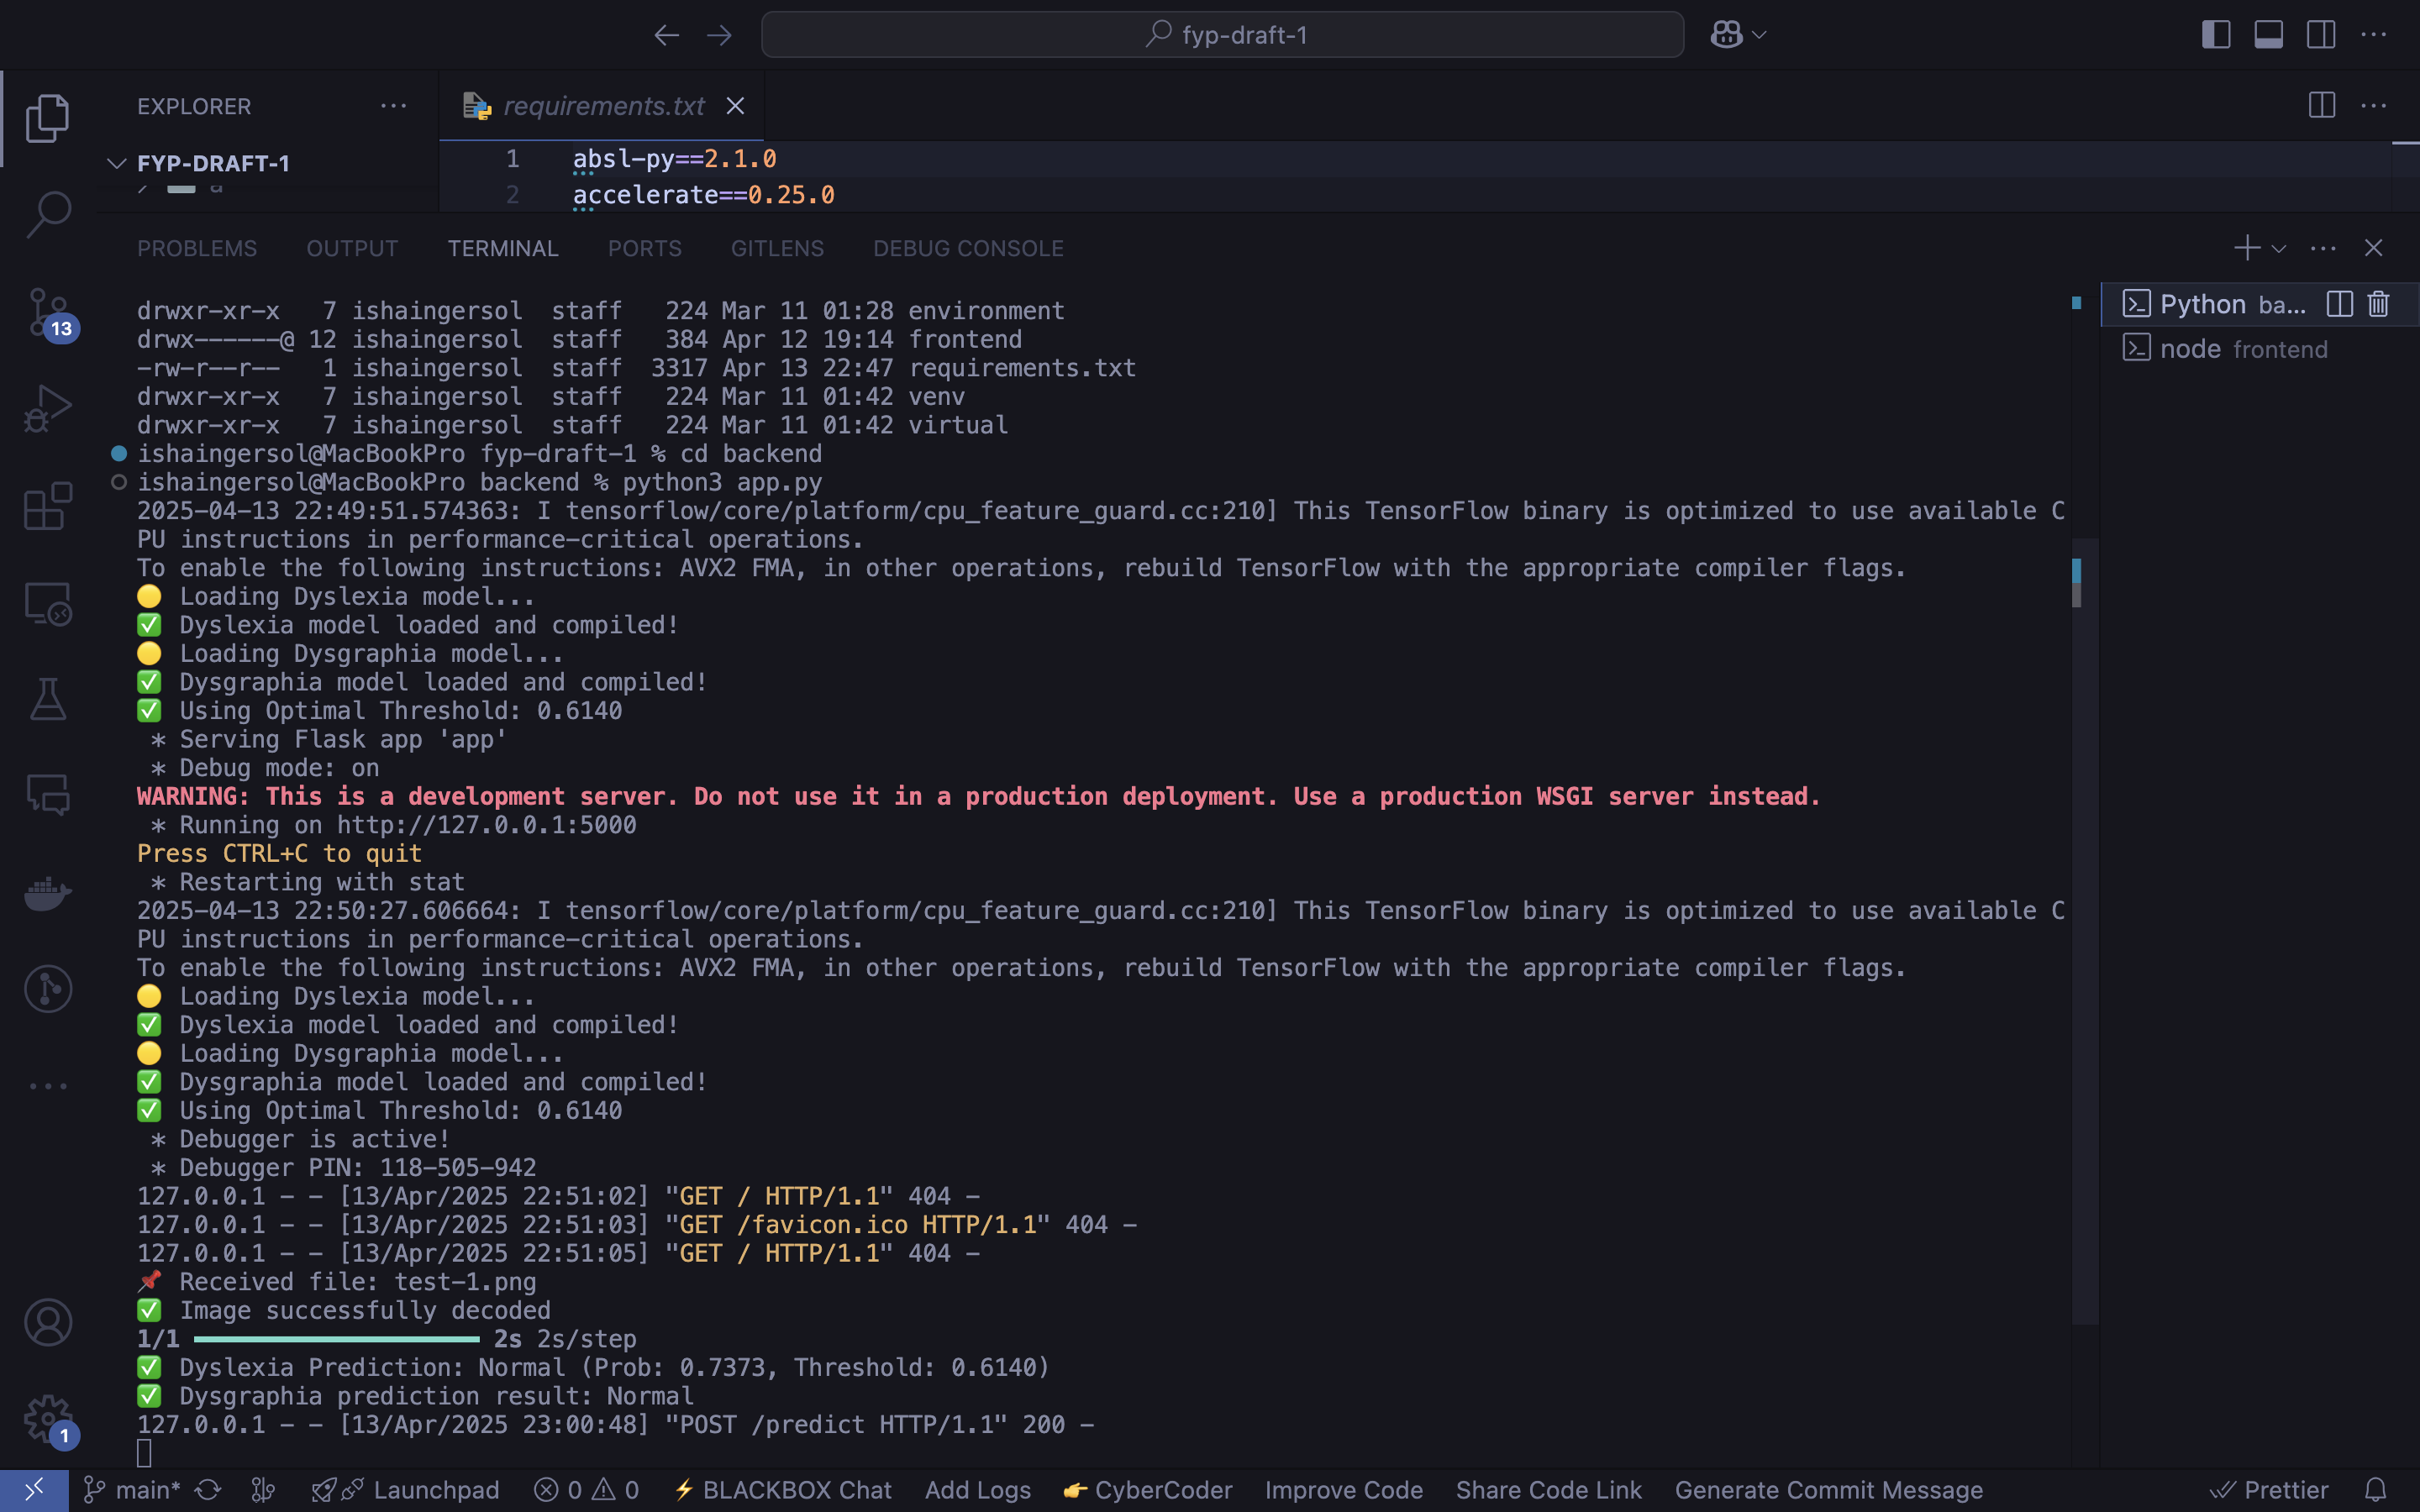 fyp-draft-1
EXPLORER
requirements.txt
FYP-DRAFT-1
a
1 absl-py==2.1.0
2 accelerate==0.25.0
PROBLEMS OUTPUT TERMINAL PORTS GITLENS DEBUG CONSOLE
drwxr-xr-x   7 ishaingersol  staff   224 Mar 11 01:28 environment
drwx------@ 12 ishaingersol  staff   384 Apr 12 19:14 frontend
-rw-r--r--   1 ishaingersol  staff  3317 Apr 13 22:47 requirements.txt
drwxr-xr-x   7 ishaingersol  staff   224 Mar 11 01:42 venv
drwxr-xr-x   7 ishaingersol  staff   224 Mar 11 01:42 virtual
ishaingersol@MacBookPro fyp-draft-1 % cd backend
ishaingersol@MacBookPro backend % python3 app.py
2025-04-13 22:49:51.574363: I tensorflow/core/platform/cpu_feature_guard.cc:210] This TensorFlow binary is optimized to use available C
PU instructions in performance-critical operations.
To enable the following instructions: AVX2 FMA, in other operations, rebuild TensorFlow with the appropriate compiler flags.
🟡 Loading Dyslexia model...
✅ Dyslexia model loaded and compiled!
🟡 Loading Dysgraphia model...
✅ Dysgraphia model loaded and compiled!
✅ Using Optimal Threshold: 0.6140
* Serving Flask app 'app'
* Debug mode: on
WARNING: This is a development server. Do not use it in a production deployment. Use a production WSGI server instead.
* Running on http://127.0.0.1:5000
Press CTRL+C to quit
* Restarting with stat
2025-04-13 22:50:27.606664: I tensorflow/core/platform/cpu_feature_guard.cc:210] This TensorFlow binary is optimized to use available C
PU instructions in performance-critical operations.
To enable the following instructions: AVX2 FMA, in other operations, rebuild TensorFlow with the appropriate compiler flags.
🟡 Loading Dyslexia model...
✅ Dyslexia model loaded and compiled!
🟡 Loading Dysgraphia model...
✅ Dysgraphia model loaded and compiled!
✅ Using Optimal Threshold: 0.6140
* Debugger is active!
* Debugger PIN: 118-505-942
127.0.0.1 - - [13/Apr/2025 22:51:02] "GET / HTTP/1.1" 404 -
127.0.0.1 - - [13/Apr/2025 22:51:03] "GET /favicon.ico HTTP/1.1" 404 -
127.0.0.1 - - [13/Apr/2025 22:51:05] "GET / HTTP/1.1" 404 -
📌 Received file: test-1.png
✅ Image successfully decoded
1/1 ━━━━━━━━━━━━━━━━━━━━ 2s 2s/step
✅ Dyslexia Prediction: Normal (Prob: 0.7373, Threshold: 0.6140)
✅ Dysgraphia prediction result: Normal
127.0.0.1 - - [13/Apr/2025 23:00:48] "POST /predict HTTP/1.1" 200 -
Python ba...
node frontend
13
1
main* Launchpad 0 0 ⚡ BLACKBOX Chat Add Logs 👉 CyberCoder Improve Code Share Code Link Generate Commit Message Prettier